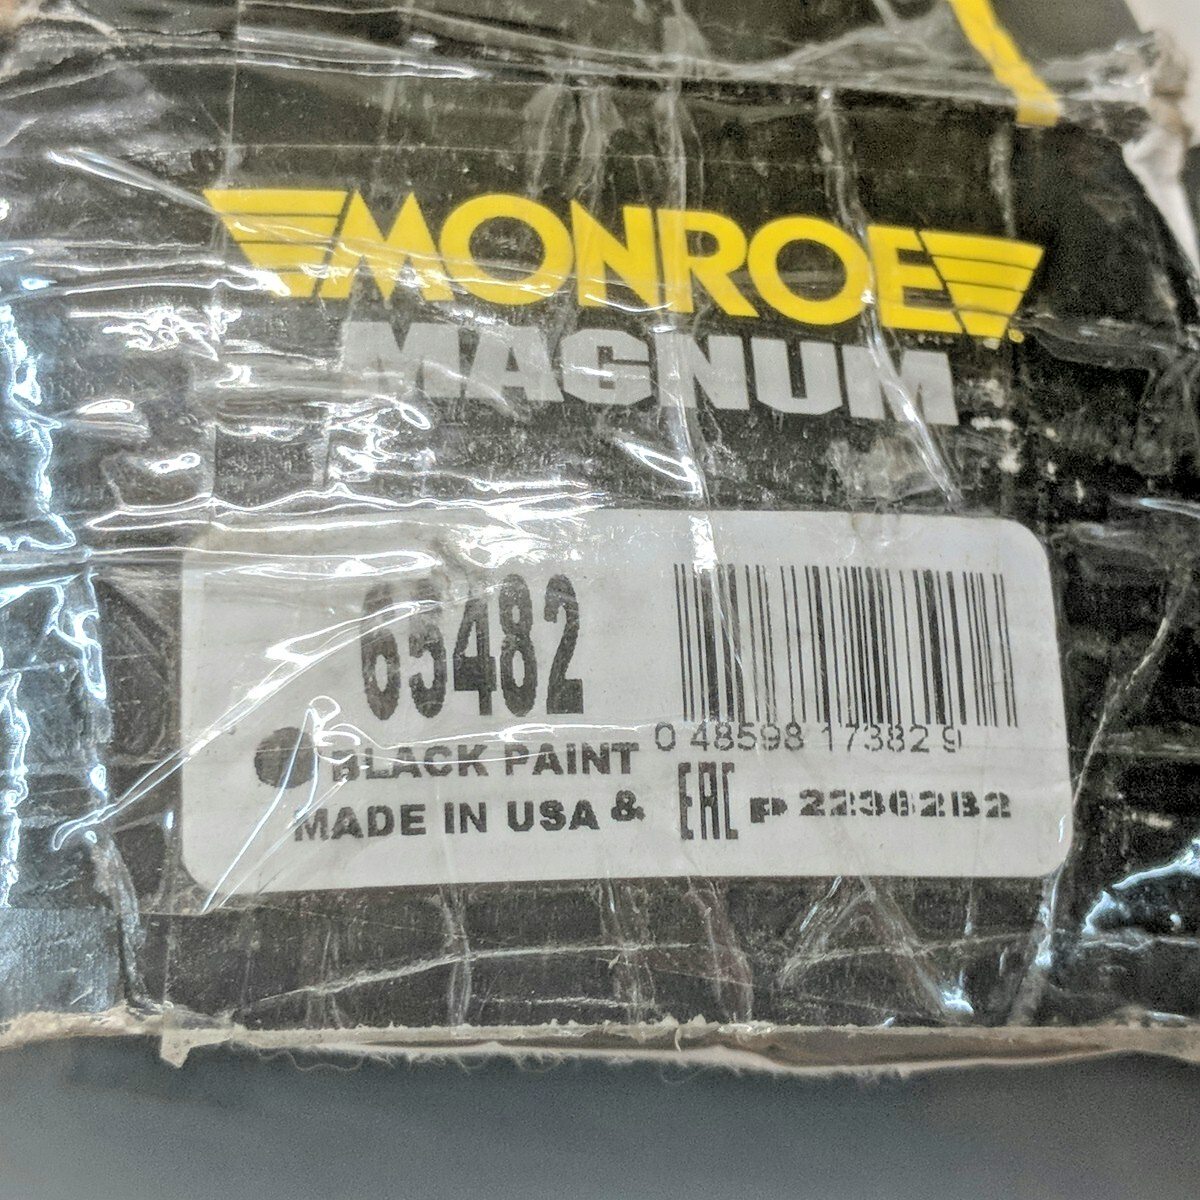 MONROE
MAGNUM
65482
0 48598 17382 9
BLACK PAINT
MADE IN USA & EAC P 22362B2